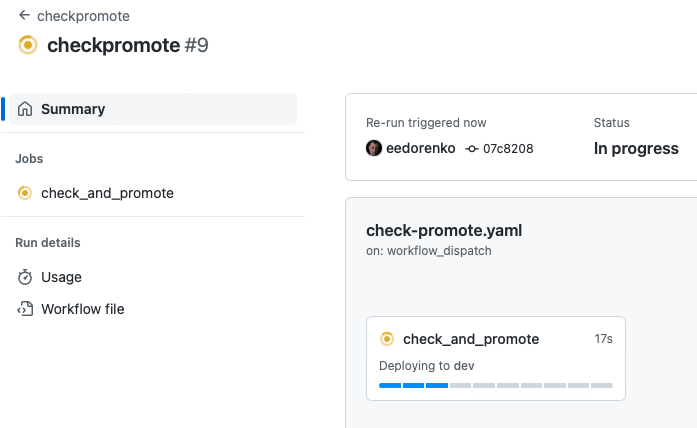 ← checkpromote
checkpromote #9
Summary
Jobs
check_and_promote
Run details
Usage
Workflow file
Re-run triggered now
Status
eedorenko 07c8208
In progress
check-promote.yaml
on: workflow_dispatch
check_and_promote 17s
Deploying to dev